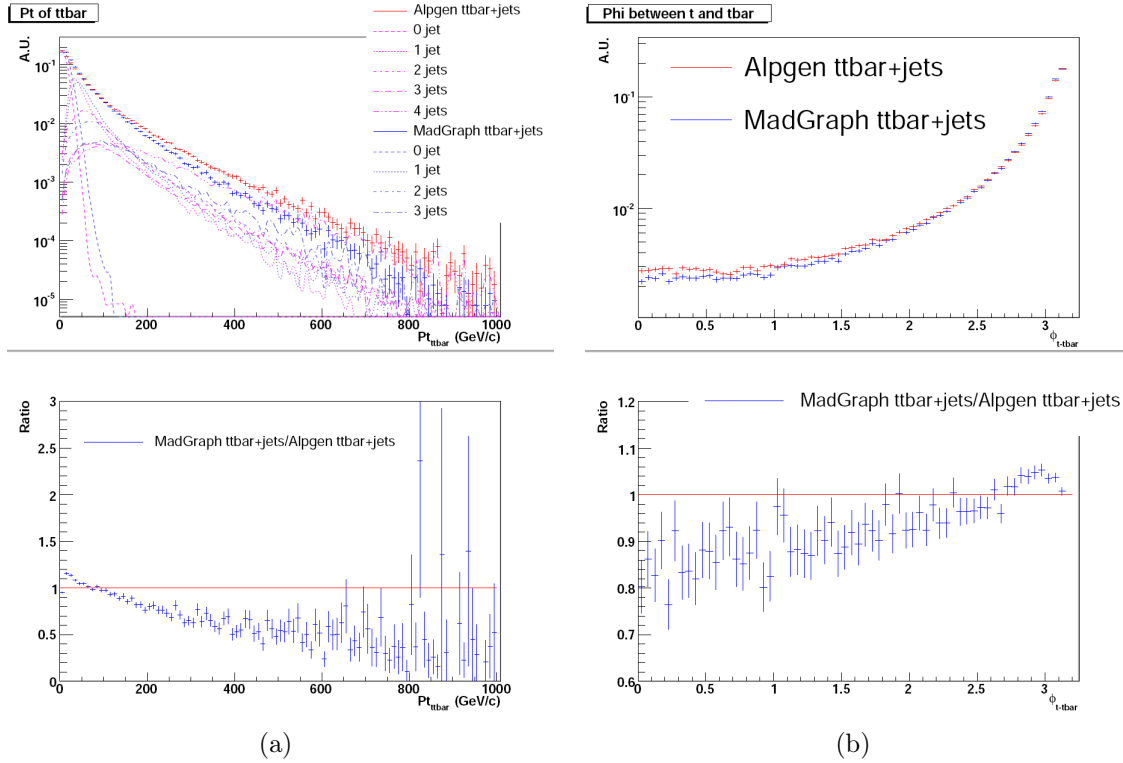 Pt of ttbar
A.U.
Alpgen ttbar+jets
0 jet
1 jet
2 jets
3 jets
4 jets
MadGraph ttbar+jets
0 jet
1 jet
2 jets
3 jets
10⁻¹
10⁻²
10⁻³
10⁻⁴
10⁻⁵
0 200 400 600 800 1000
Pt_ttbar (GeV/c)
Phi between t and tbar
A.U.
Alpgen ttbar+jets
MadGraph ttbar+jets
10⁻¹
10⁻²
0 0.5 1 1.5 2 2.5 3
ϕ_t-tbar
Ratio
MadGraph ttbar+jets/Alpgen ttbar+jets
3
2.5
2
1.5
1
0.5
0
0 200 400 600 800 1000
Pt_ttbar (GeV/c)
Ratio
MadGraph ttbar+jets/Alpgen ttbar+jets
1.2
1.1
1
0.9
0.8
0.7
0.6
0 0.5 1 1.5 2 2.5 3
ϕ_t-tbar
(a)
(b)